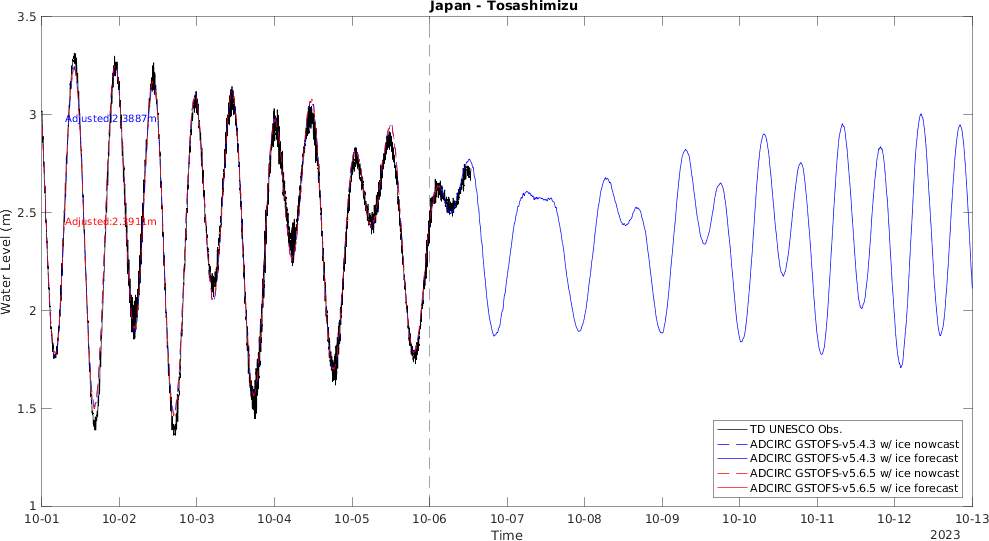 Japan - Tosashimizu
3.5
3
2.5
2
1.5
1
Water Level (m)
Adjusted:2.3887m
Adjusted:2.3911m
TD UNESCO Obs.
ADCIRC GSTOFS-v5.4.3 w/ ice nowcast
ADCIRC GSTOFS-v5.4.3 w/ ice forecast
ADCIRC GSTOFS-v5.6.5 w/ ice nowcast
ADCIRC GSTOFS-v5.6.5 w/ ice forecast
10-01 10-02 10-03 10-04 10-05 10-06 10-07 10-08 10-09 10-10 10-11 10-12 10-13
Time
2023